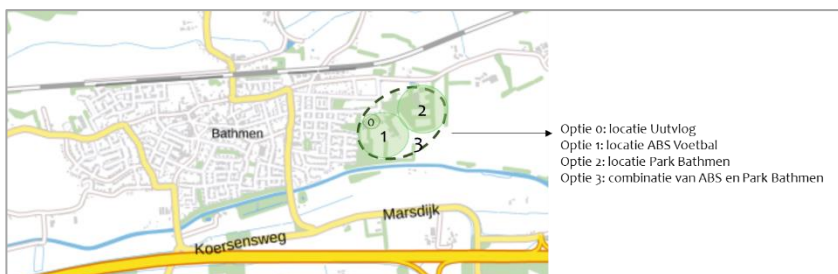 Bathmen
0
1
2
3
Marsdijk
Koersensweg
Optie 0: locatie Uutvlog
Optie 1: locatie ABS Voetbal
Optie 2: locatie Park Bathmen
Optie 3: combinatie van ABS en Park Bathmen